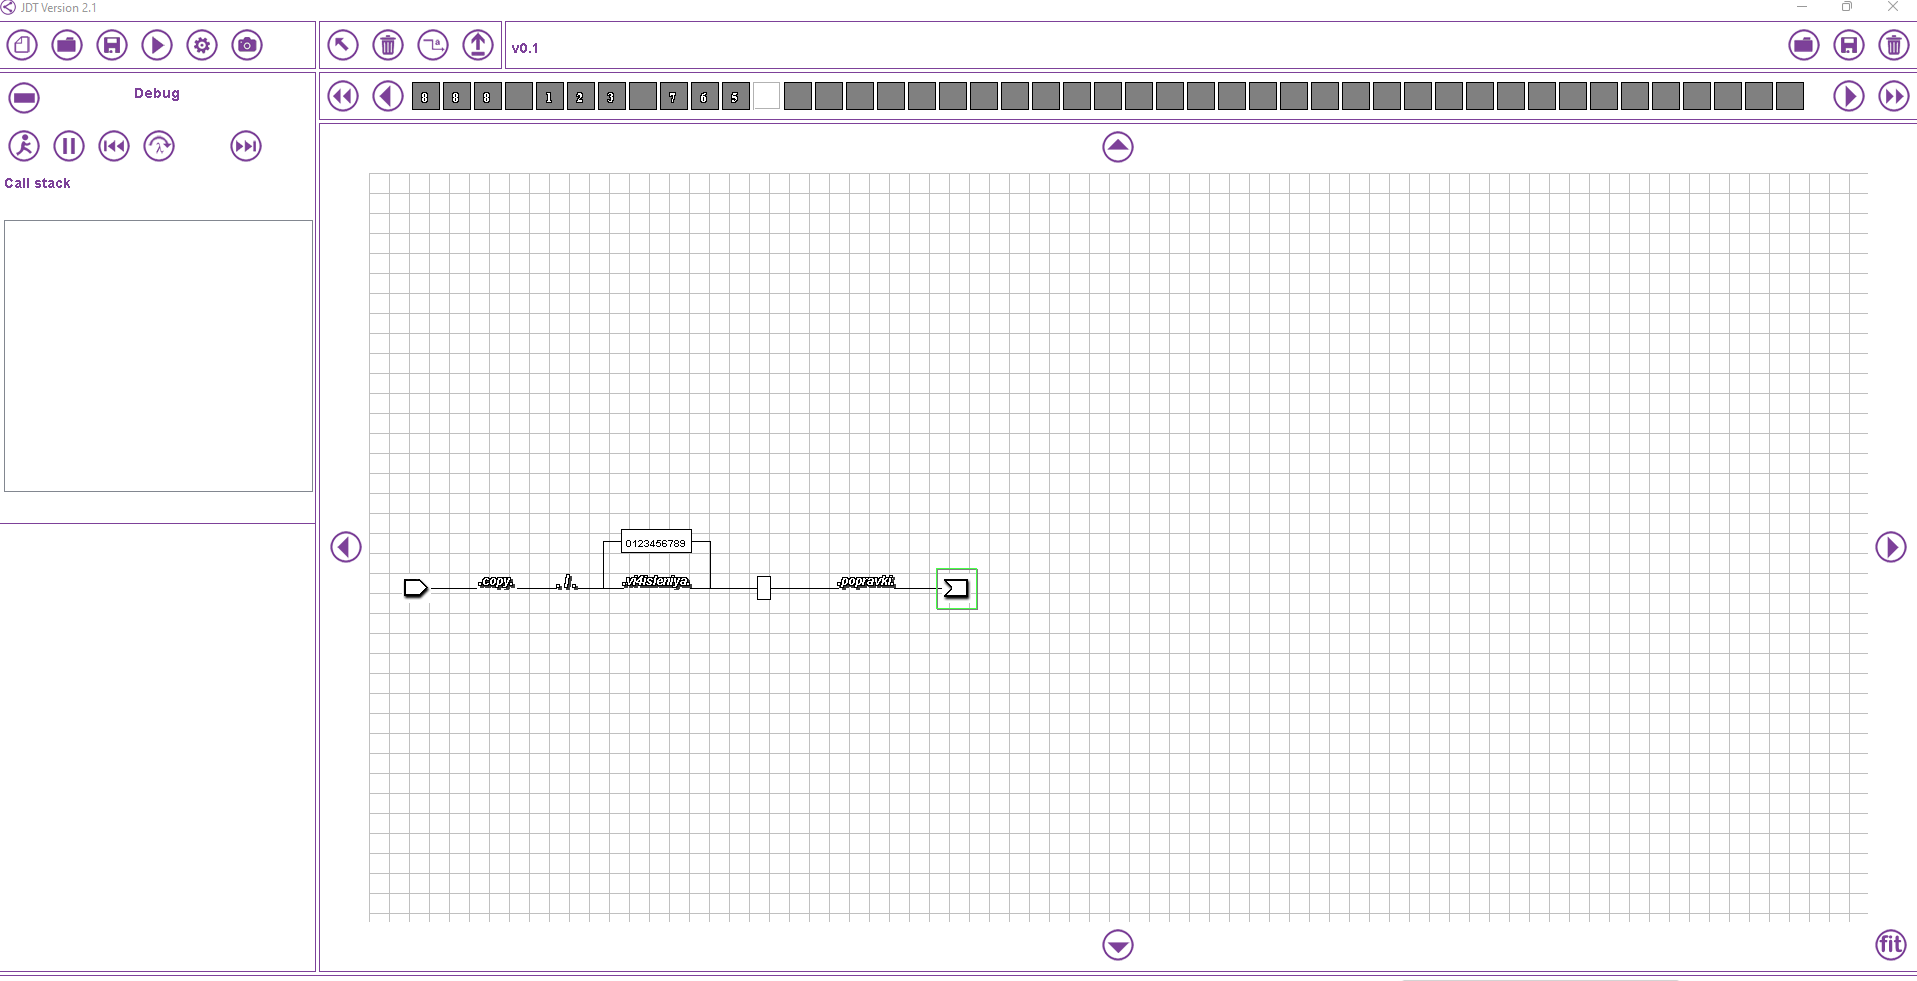 JDT Version 2.1
v0.1
Debug
8 8 8 1 2 3 7 6 5
Call stack
0123456789
.copy. .l. .vi4isleniya. .popravki.
fit